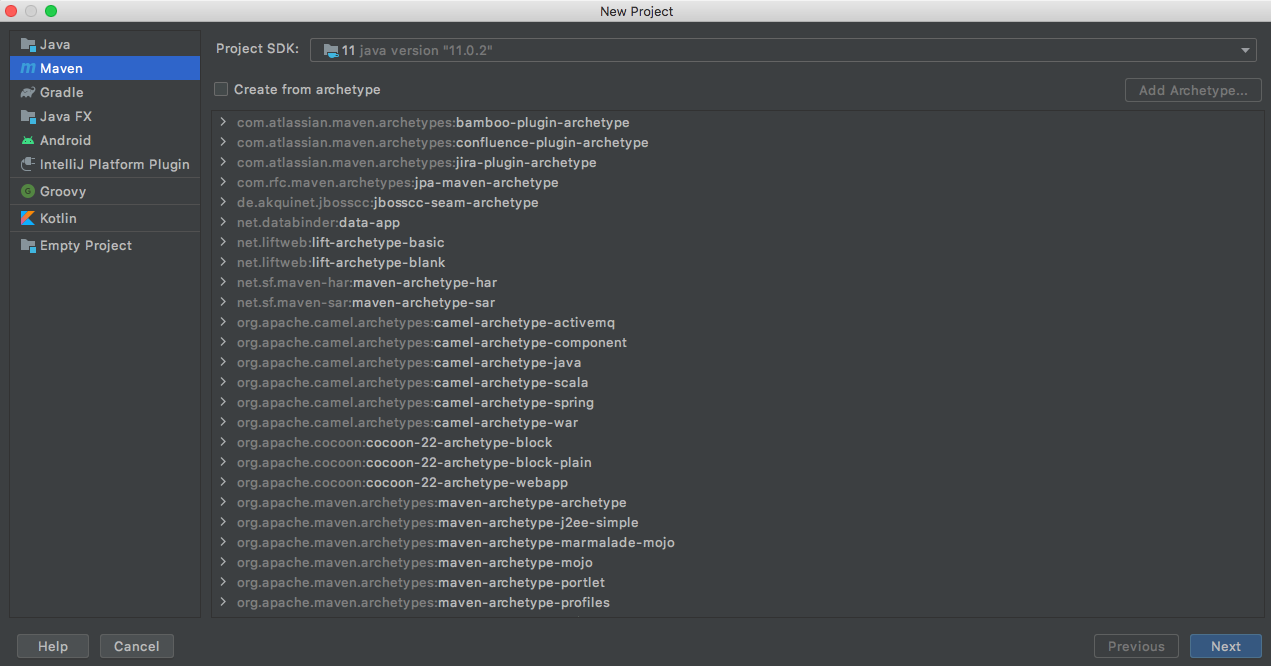 New Project
Java
Maven
Gradle
Java FX
Android
IntelliJ Platform Plugin
Groovy
Kotlin
Empty Project
Project SDK: 11 java version "11.0.2"
Create from archetype
Add Archetype...
com.atlassian.maven.archetypes:bamboo-plugin-archetype
com.atlassian.maven.archetypes:confluence-plugin-archetype
com.atlassian.maven.archetypes:jira-plugin-archetype
com.rfc.maven.archetypes:jpa-maven-archetype
de.akquinet.jbosscc:jbosscc-seam-archetype
net.databinder:data-app
net.liftweb:lift-archetype-basic
net.liftweb:lift-archetype-blank
net.sf.maven-har:maven-archetype-har
net.sf.maven-sar:maven-archetype-sar
org.apache.camel.archetypes:camel-archetype-activemq
org.apache.camel.archetypes:camel-archetype-component
org.apache.camel.archetypes:camel-archetype-java
org.apache.camel.archetypes:camel-archetype-scala
org.apache.camel.archetypes:camel-archetype-spring
org.apache.camel.archetypes:camel-archetype-war
org.apache.cocoon:cocoon-22-archetype-block
org.apache.cocoon:cocoon-22-archetype-block-plain
org.apache.cocoon:cocoon-22-archetype-webapp
org.apache.maven.archetypes:maven-archetype-archetype
org.apache.maven.archetypes:maven-archetype-j2ee-simple
org.apache.maven.archetypes:maven-archetype-marmalade-mojo
org.apache.maven.archetypes:maven-archetype-mojo
org.apache.maven.archetypes:maven-archetype-portlet
org.apache.maven.archetypes:maven-archetype-profiles
Help
Cancel
Previous
Next